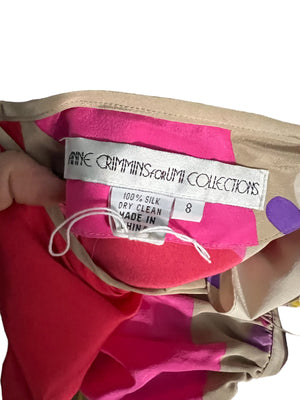 ANNE CRIMMINS FOR UMI COLLECTIONS
100% SILK
DRY CLEAN
MADE IN
CHINA
8